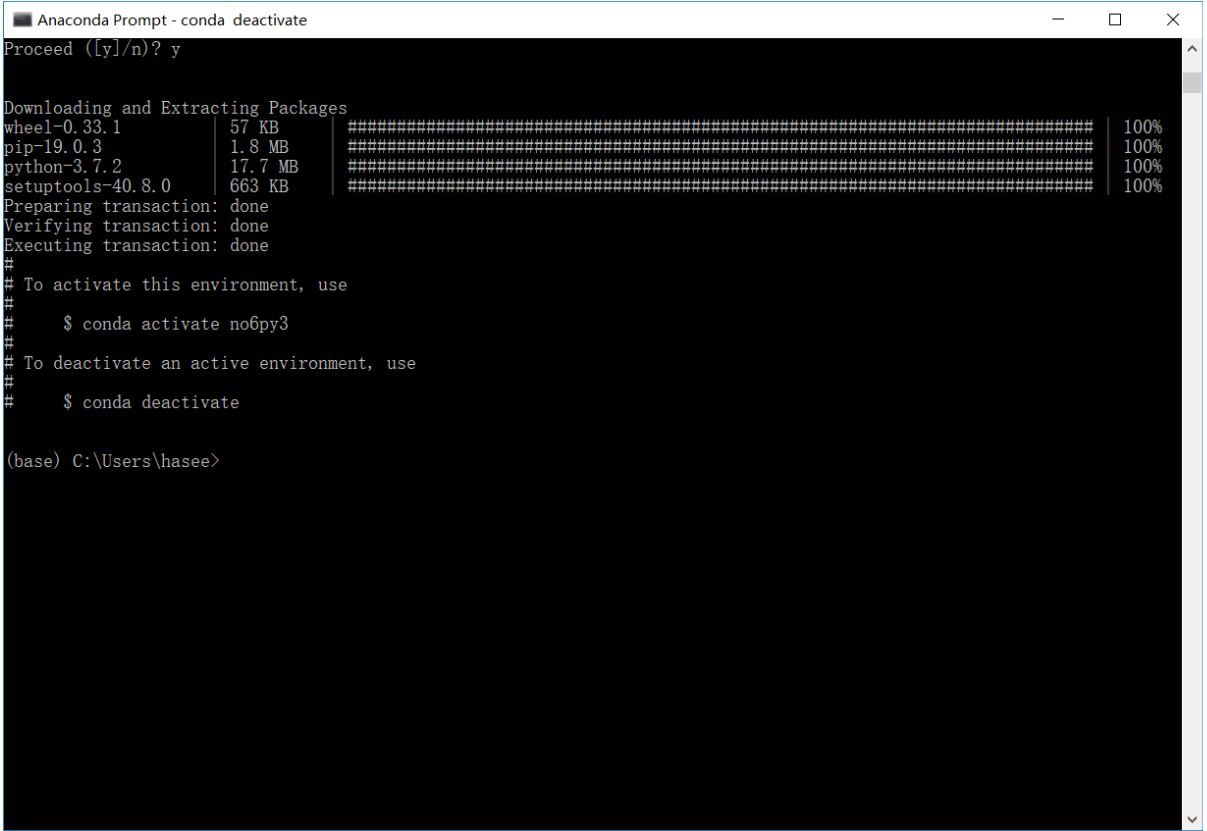 Anaconda Prompt - conda  deactivate
Proceed ([y]/n)? y
Downloading and Extracting Packages
wheel-0.33.1         | 57 KB     | ############################################################################ | 100%
pip-19.0.3           | 1.8 MB    | ############################################################################ | 100%
python-3.7.2         | 17.7 MB   | ############################################################################ | 100%
setuptools-40.8.0    | 663 KB    | ############################################################################ | 100%
Preparing transaction: done
Verifying transaction: done
Executing transaction: done
#
# To activate this environment, use
#
#     $ conda activate no6py3
#
# To deactivate an active environment, use
#
#     $ conda deactivate
(base) C:\Users\hasee>